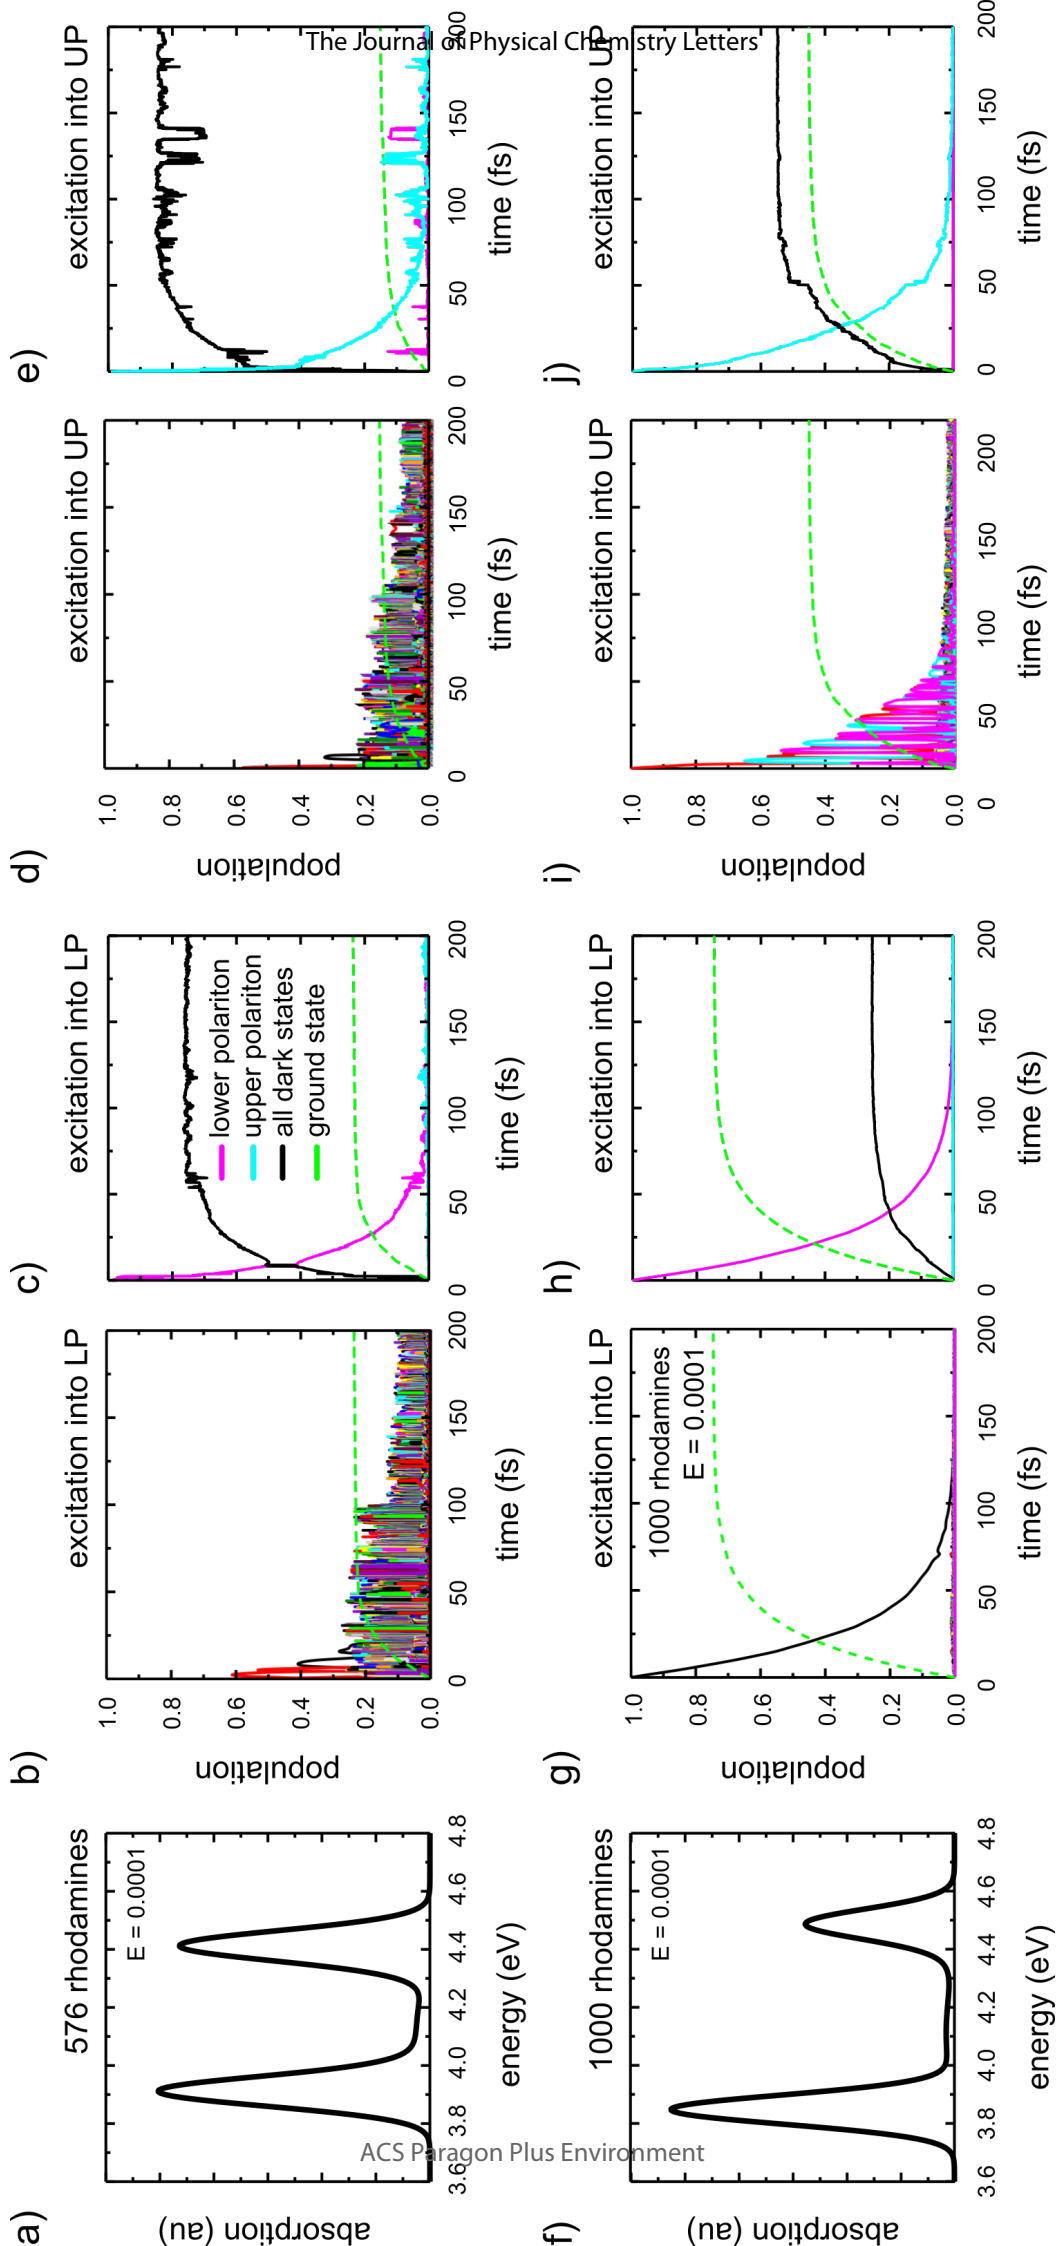 The Journal of Physical Chemistry Letters
a)
576 rhodamines
E = 0.0001
absorption (au)
3.6 3.8 4.0 4.2 4.4 4.6 4.8
energy (eV)
b)
excitation into LP
population
0.0 0.2 0.4 0.6 0.8 1.0
0 50 100 150 200
time (fs)
c)
excitation into LP
lower polariton
upper polariton
all dark states
ground state
0 50 100 150 200
time (fs)
d)
excitation into UP
population
0.0 0.2 0.4 0.6 0.8 1.0
0 50 100 150 200
time (fs)
e)
excitation into UP
0 50 100 150 200
time (fs)
f)
1000 rhodamines
E = 0.0001
absorption (au)
3.6 3.8 4.0 4.2 4.4 4.6 4.8
energy (eV)
g)
excitation into LP
1000 rhodamines
E = 0.0001
population
0.0 0.2 0.4 0.6 0.8 1.0
0 50 100 150 200
time (fs)
h)
excitation into LP
0 50 100 150 200
time (fs)
i)
excitation into UP
population
0.0 0.2 0.4 0.6 0.8 1.0
0 50 100 150 200
time (fs)
j)
excitation into UP
0 50 100 150 200
time (fs)
ACS Paragon Plus Environment